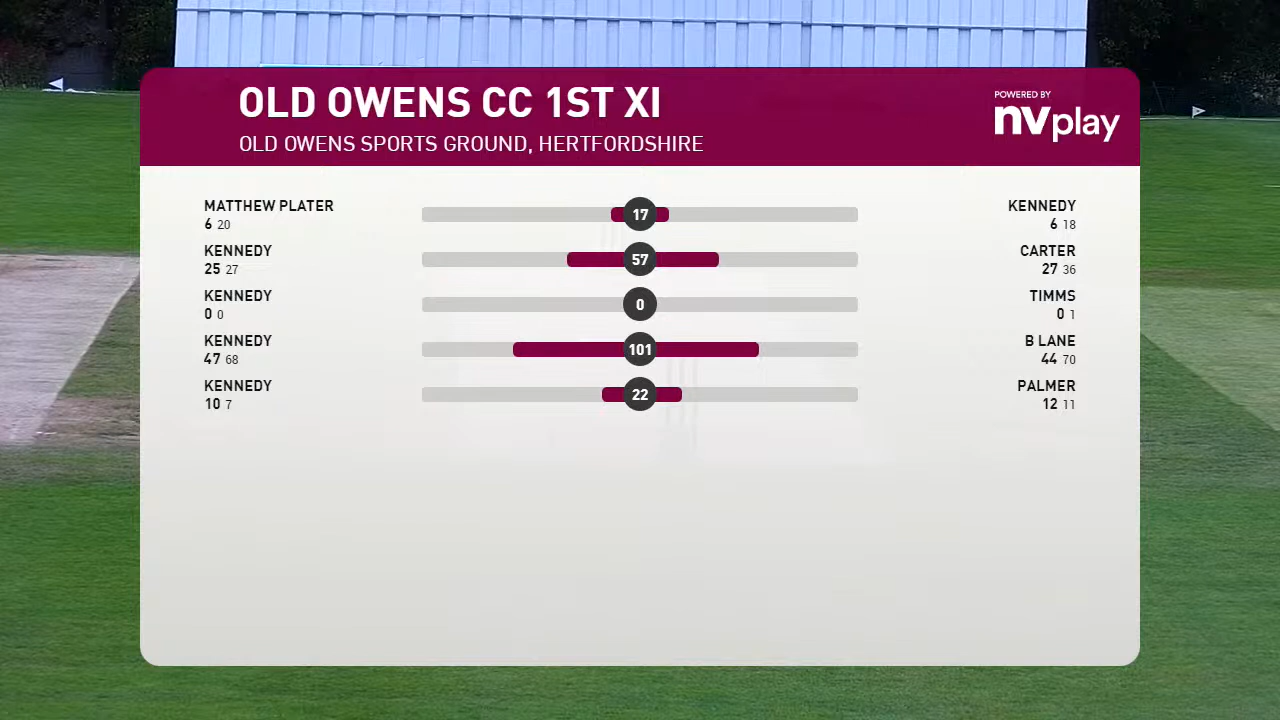 OLD OWENS CC 1ST XI
OLD OWENS SPORTS GROUND, HERTFORDSHIRE
POWERED BY
nvplay
MATTHEW PLATER 17 KENNEDY
6 20 6 18
KENNEDY 57 CARTER
25 27 27 36
KENNEDY 0 TIMMS
0 0 0 1
KENNEDY 101 B LANE
47 68 44 70
KENNEDY 22 PALMER
10 7 12 11